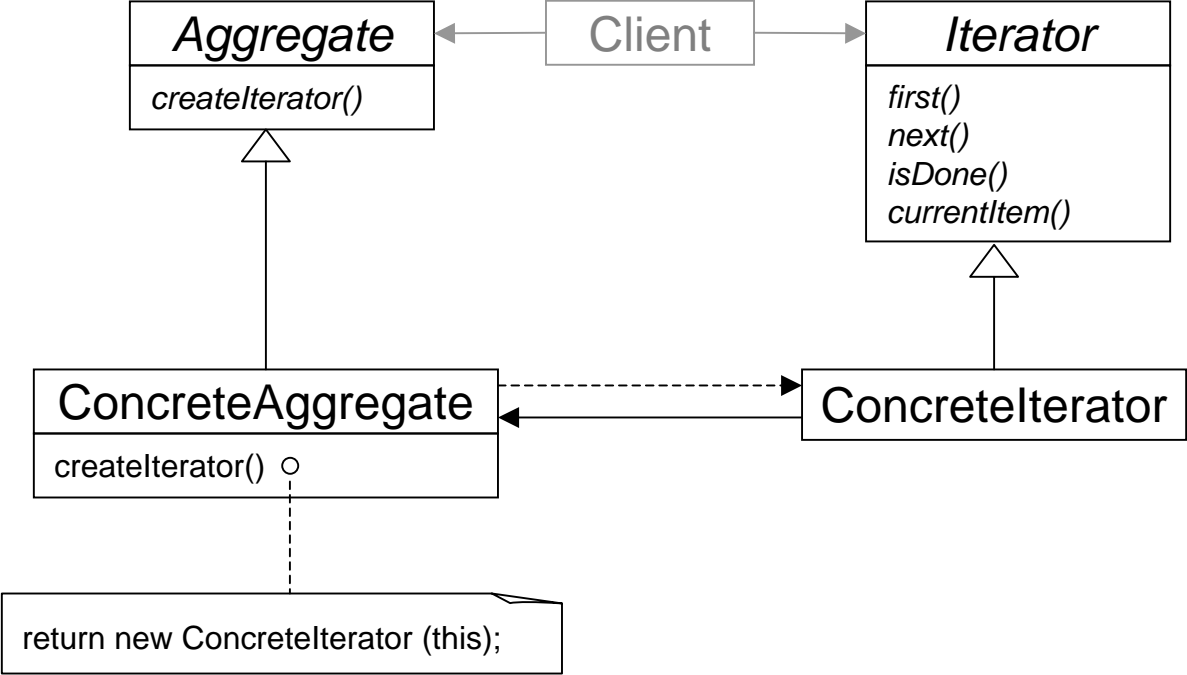 Aggregate
createIterator()
Client
Iterator
first()
next()
isDone()
currentItem()
ConcreteAggregate
createIterator()
ConcreteIterator
return new ConcreteIterator (this);